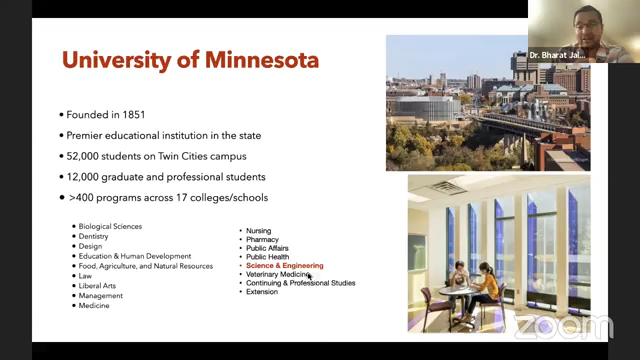 University of Minnesota
• Founded in 1851
• Premier educational institution in the state
• 52,000 students on Twin Cities campus
• 12,000 graduate and professional students
• >400 programs across 17 colleges/schools
• Biological Sciences
• Dentistry
• Design
• Education & Human Development
• Food, Agriculture, and Natural Resources
• Law
• Liberal Arts
• Management
• Medicine
• Nursing
• Pharmacy
• Public Affairs
• Public Health
• Science & Engineering
• Veterinary Medicine
• Continuing & Professional Studies
• Extension
Dr. Bharat Jal...
zoom